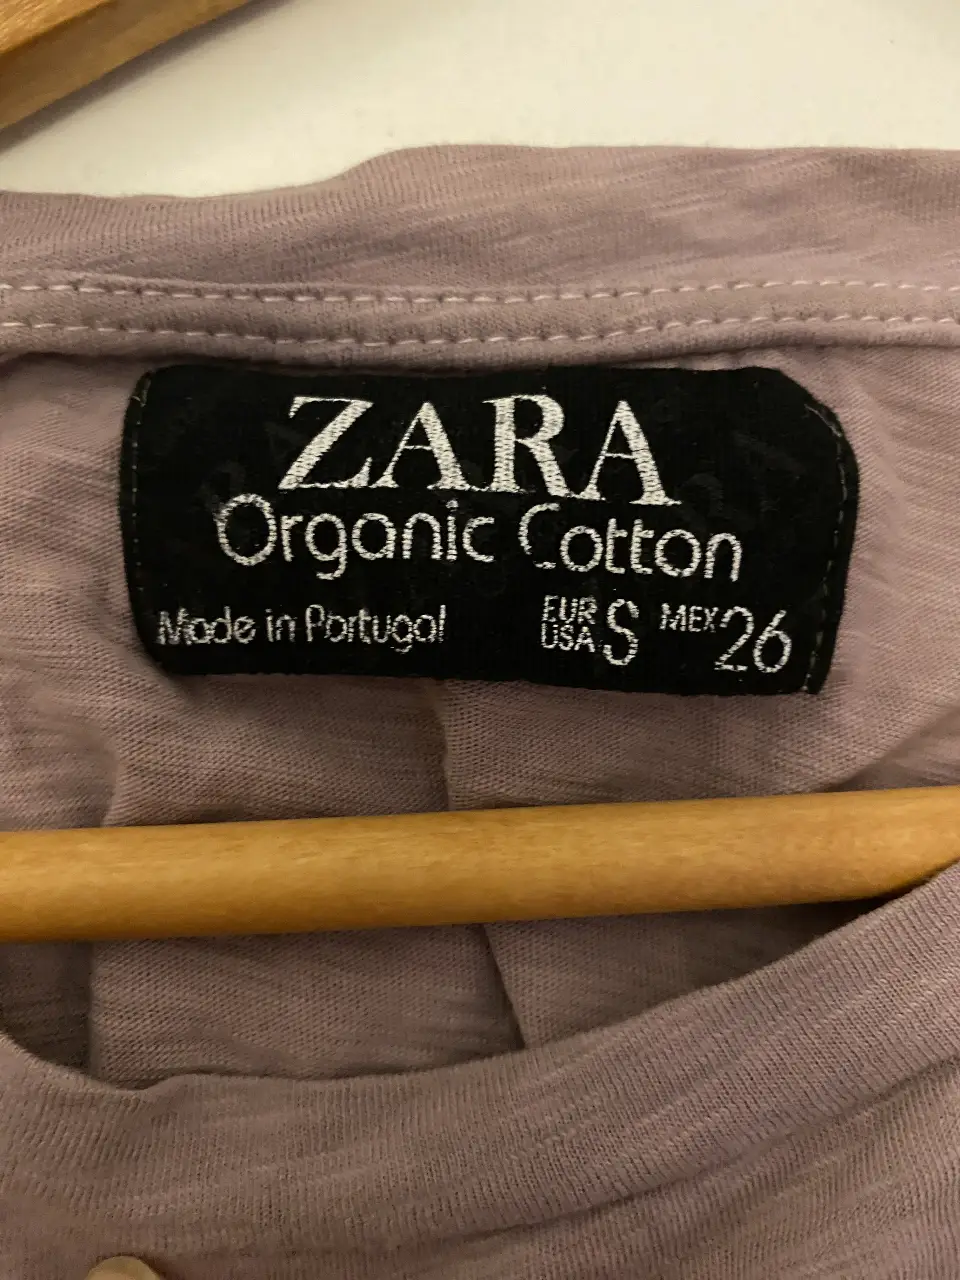 ZARA
Organic Cotton
Made in Portugal EUR USA S MEX 26